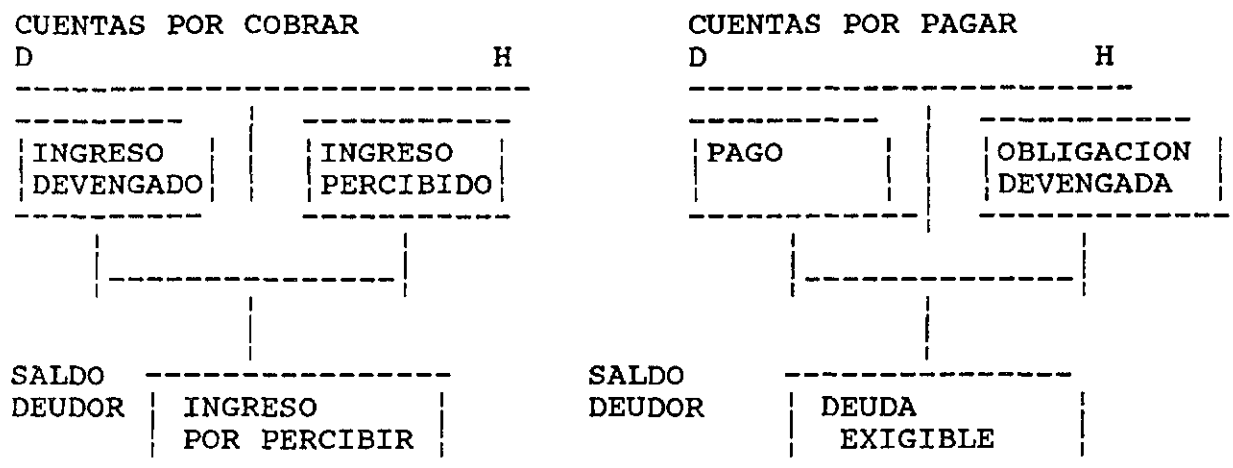 CUENTAS POR COBRAR
D H
INGRESO DEVENGADO
INGRESO PERCIBIDO
SALDO DEUDOR
INGRESO POR PERCIBIR
CUENTAS POR PAGAR
D H
PAGO
OBLIGACION DEVENGADA
SALDO DEUDOR
DEUDA EXIGIBLE